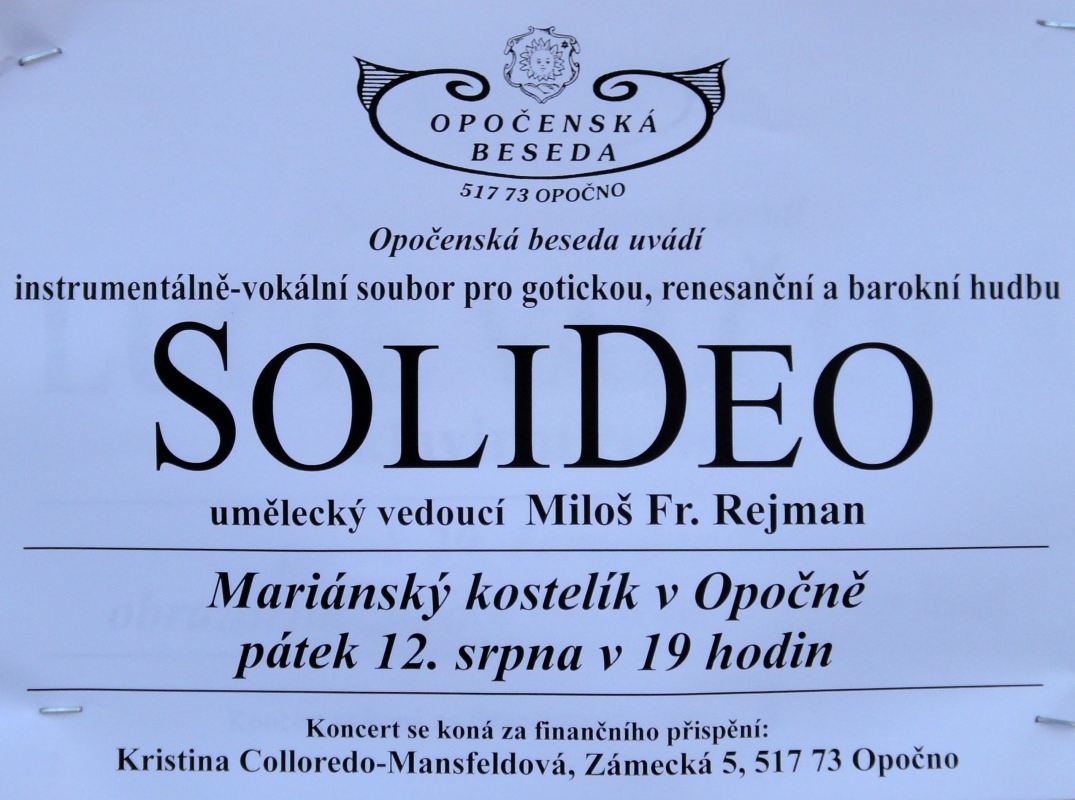 OPOČENSKÁ
BESEDA
517 73 OPOČNO
Opočenská beseda uvádí
instrumentálně-vokální soubor pro gotickou, renesanční a barokní hudbu
SOLIDEO
umělecký vedoucí Miloš Fr. Rejman
Mariánský kostelík v Opočně
pátek 12. srpna v 19 hodin
Koncert se koná za finančního přispění:
Kristina Colloredo-Mansfeldová, Zámecká 5, 517 73 Opočno